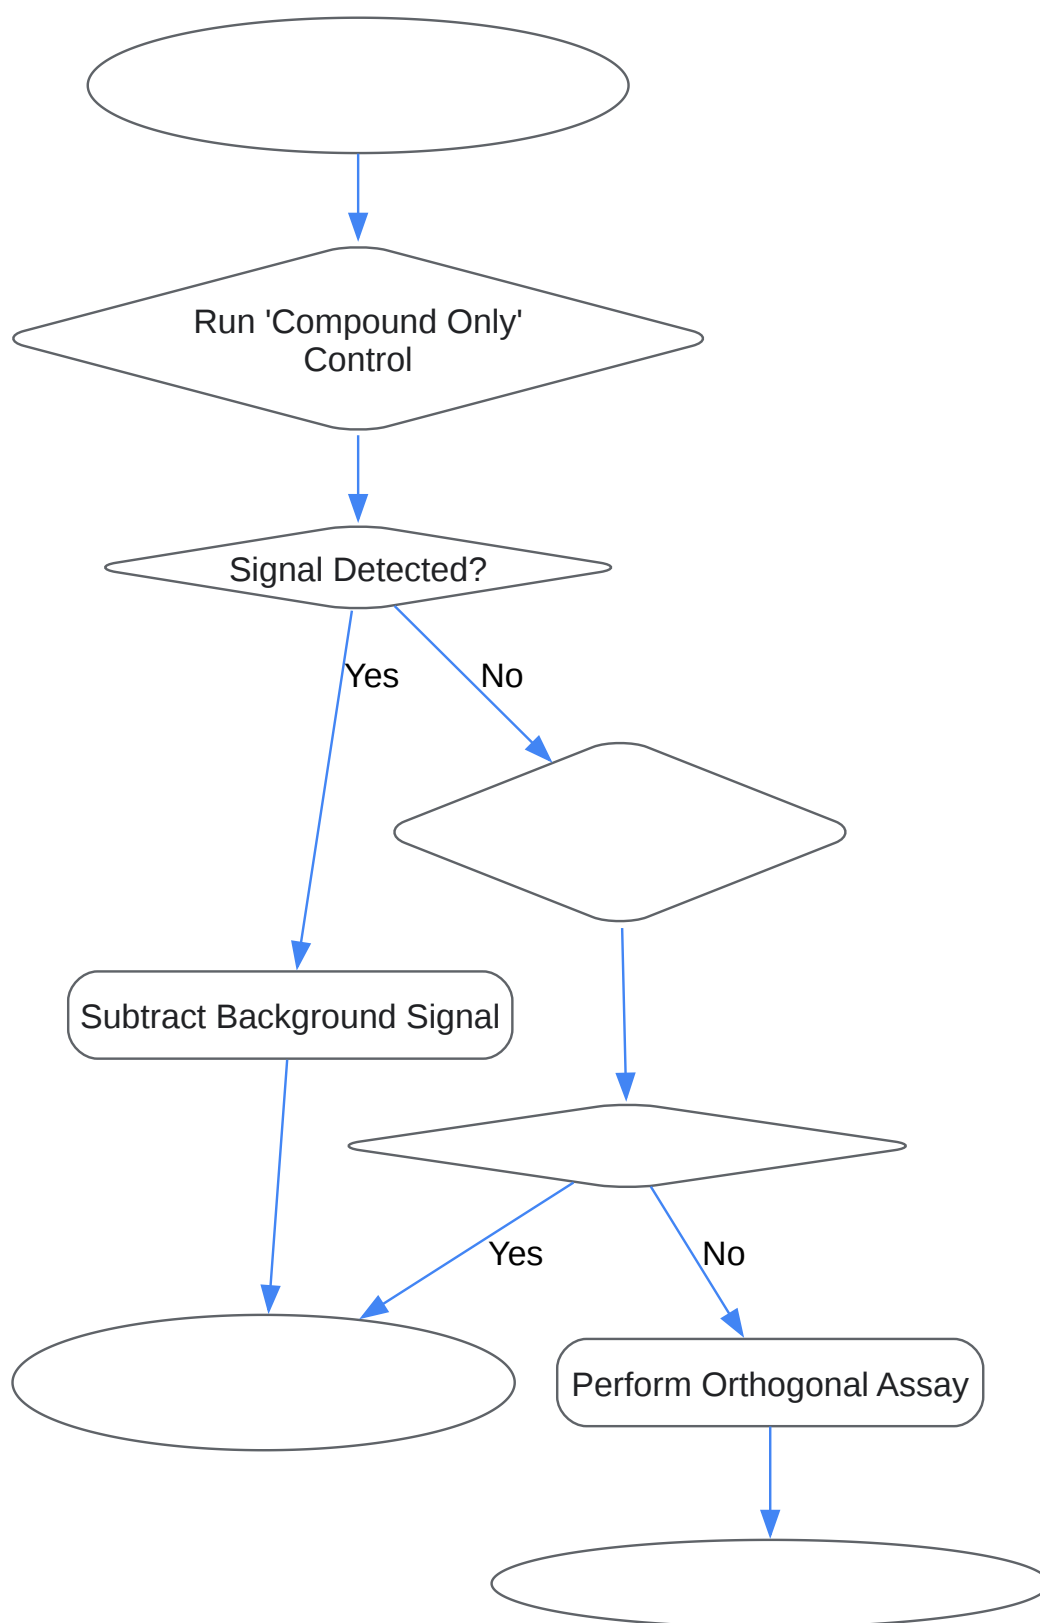 Run 'Compound Only'
Control
Signal Detected?
Yes
No
Subtract Background Signal
Yes
No
Perform Orthogonal Assay